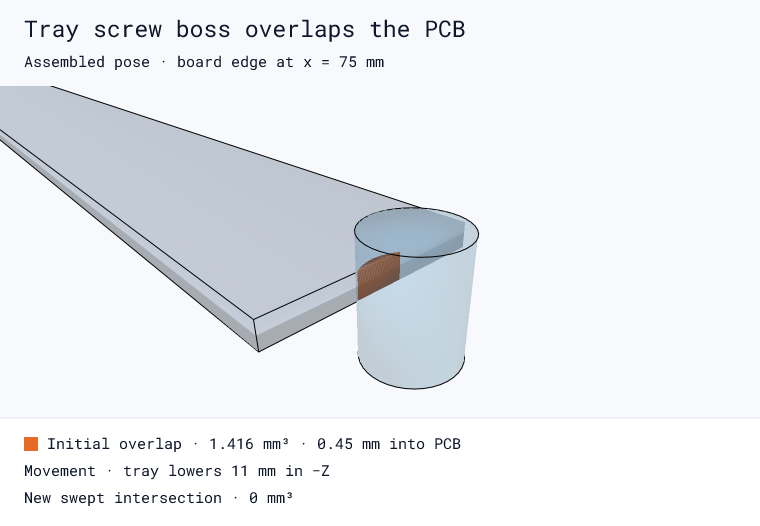 Tray screw boss overlaps the PCB
Assembled pose · board edge at x = 75 mm
Initial overlap · 1.416 mm³ · 0.45 mm into PCB
Movement · tray lowers 11 mm in −Z
New swept intersection · 0 mm³